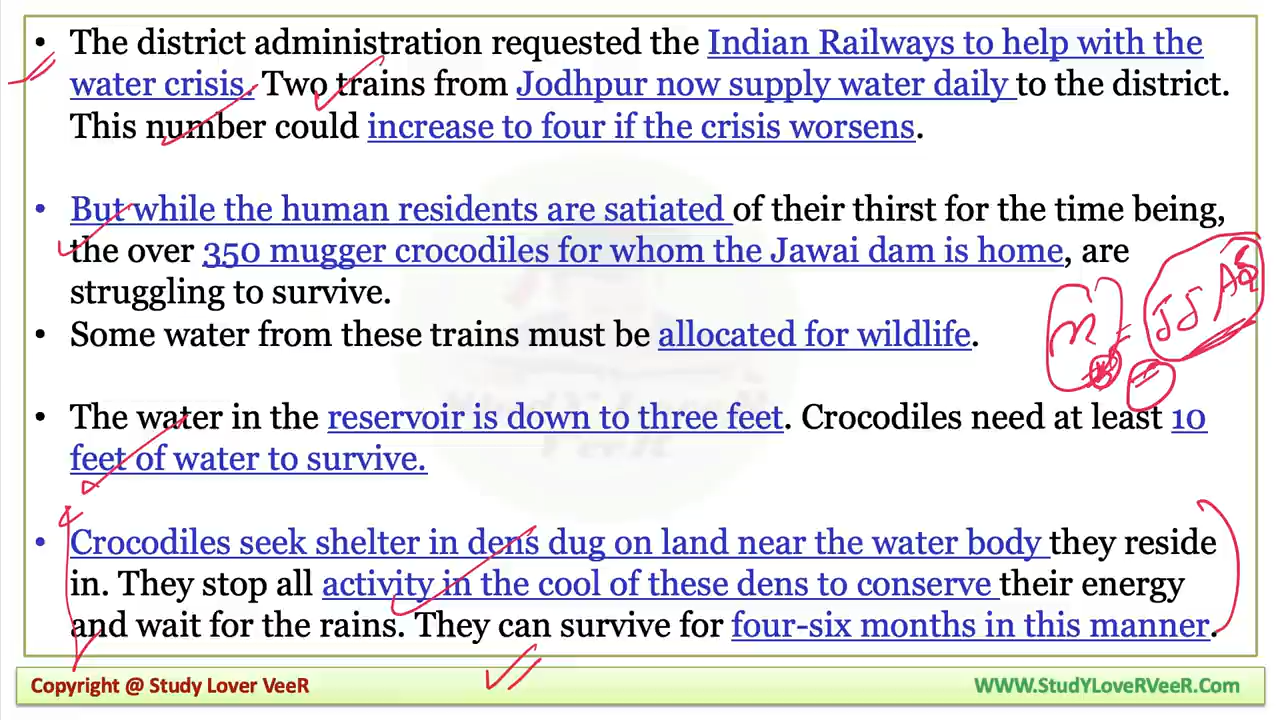 • The district administration requested the Indian Railways to help with the
water crisis. Two trains from Jodhpur now supply water daily to the district.
This number could increase to four if the crisis worsens.
• But while the human residents are satiated of their thirst for the time being,
the over 350 mugger crocodiles for whom the Jawai dam is home, are
struggling to survive.
• Some water from these trains must be allocated for wildlife.
• The water in the reservoir is down to three feet. Crocodiles need at least 10
feet of water to survive.
• Crocodiles seek shelter in dens dug on land near the water body they reside
in. They stop all activity in the cool of these dens to conserve their energy
and wait for the rains. They can survive for four-six months in this manner.
Copyright @ Study Lover VeeR
WWW.StudYLoveRVeeR.Com